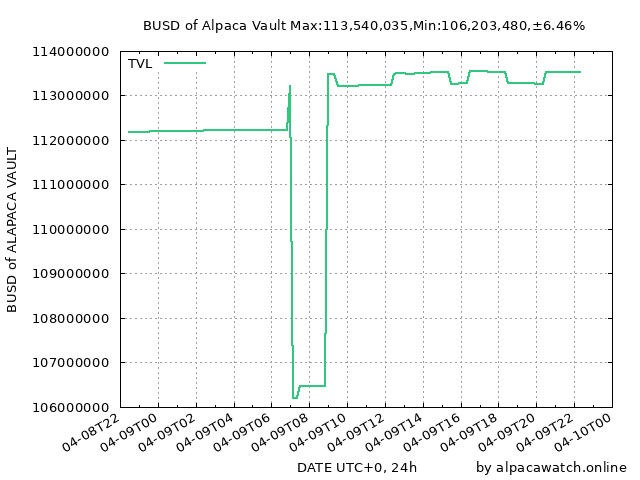 BUSD of Alpaca Vault Max:113,540,035,Min:106,203,480,±6.46%
TVL
114000000
113000000
112000000
111000000
110000000
109000000
108000000
107000000
106000000
BUSD of ALAPACA VAULT
04-08T22
04-09T00
04-09T02
04-09T04
04-09T06
04-09T08
04-09T10
04-09T12
04-09T14
04-09T16
04-09T18
04-09T20
04-09T22
04-10T00
DATE UTC+0, 24h
by alpacawatch.online